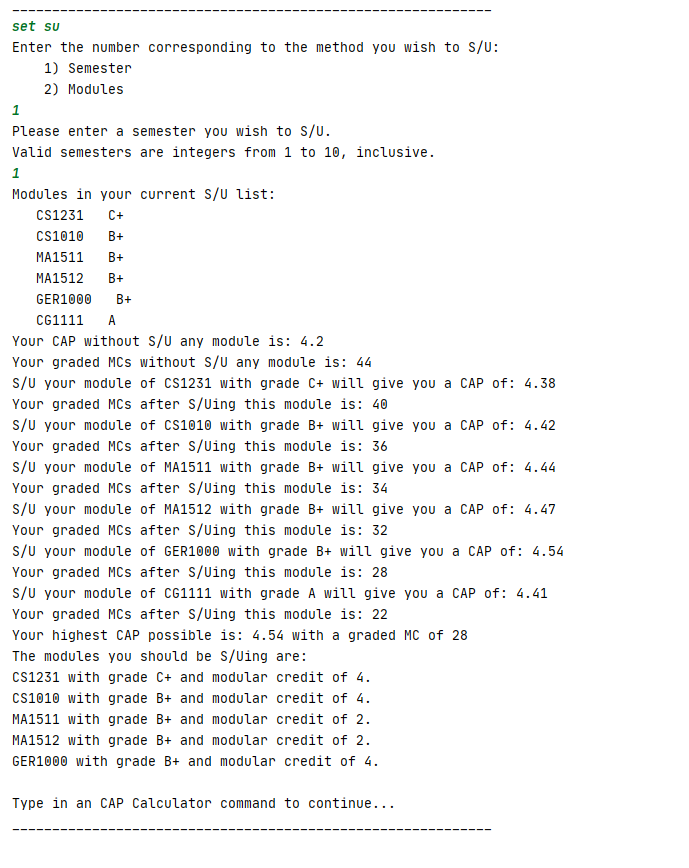 ____________________________________________________________
set su
Enter the number corresponding to the method you wish to S/U:
    1) Semester
    2) Modules
1
Please enter a semester you wish to S/U.
Valid semesters are integers from 1 to 10, inclusive.
1
Modules in your current S/U list:
   CS1231   C+
   CS1010   B+
   MA1511   B+
   MA1512   B+
   GER1000   B+
   CG1111   A
Your CAP without S/U any module is: 4.2
Your graded MCs without S/U any module is: 44
S/U your module of CS1231 with grade C+ will give you a CAP of: 4.38
Your graded MCs after S/Uing this module is: 40
S/U your module of CS1010 with grade B+ will give you a CAP of: 4.42
Your graded MCs after S/Uing this module is: 36
S/U your module of MA1511 with grade B+ will give you a CAP of: 4.44
Your graded MCs after S/Uing this module is: 34
S/U your module of MA1512 with grade B+ will give you a CAP of: 4.47
Your graded MCs after S/Uing this module is: 32
S/U your module of GER1000 with grade B+ will give you a CAP of: 4.54
Your graded MCs after S/Uing this module is: 28
S/U your module of CG1111 with grade A will give you a CAP of: 4.41
Your graded MCs after S/Uing this module is: 22
Your highest CAP possible is: 4.54 with a graded MC of 28
The modules you should be S/Uing are:
CS1231 with grade C+ and modular credit of 4.
CS1010 with grade B+ and modular credit of 4.
MA1511 with grade B+ and modular credit of 2.
MA1512 with grade B+ and modular credit of 2.
GER1000 with grade B+ and modular credit of 4.

Type in an CAP Calculator command to continue...
____________________________________________________________